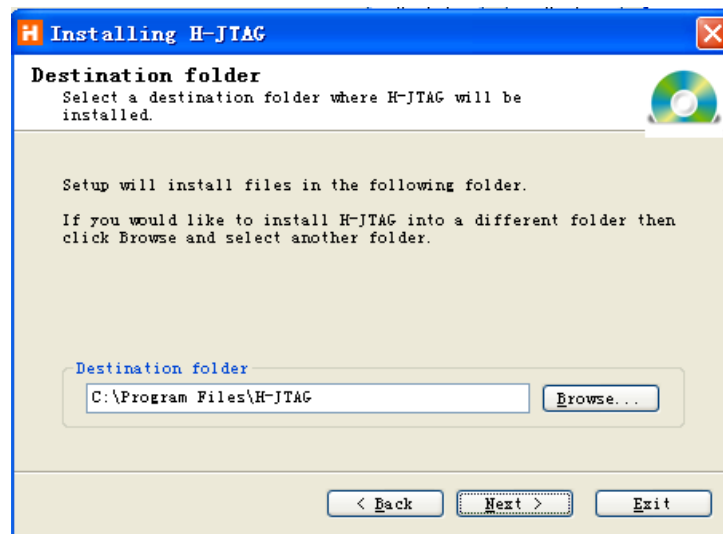 Installing H-JTAG
Destination folder
Select a destination folder where H-JTAG will be
installed.
Setup will install files in the following folder.
If you would like to install H-JTAG into a different folder then
click Browse and select another folder.
Destination folder
C:\Program Files\H-JTAG
Browse...
< Back
Next >
Exit